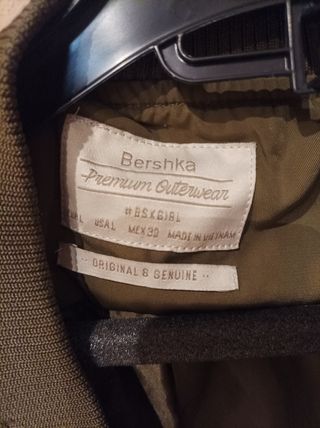 Bershka
Premium Outerwear
#BSKGIRL
USA L MEX 30 MADE IN VIETNAM
·· ORIGINAL & GENUINE ··